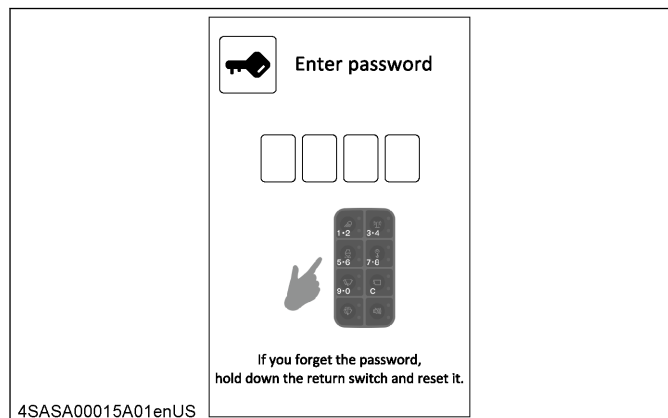 Enter password
1•2 3•4
5•6 7•8
9•0 C
If you forget the password,
hold down the return switch and reset it.
4SASA00015A01enUS